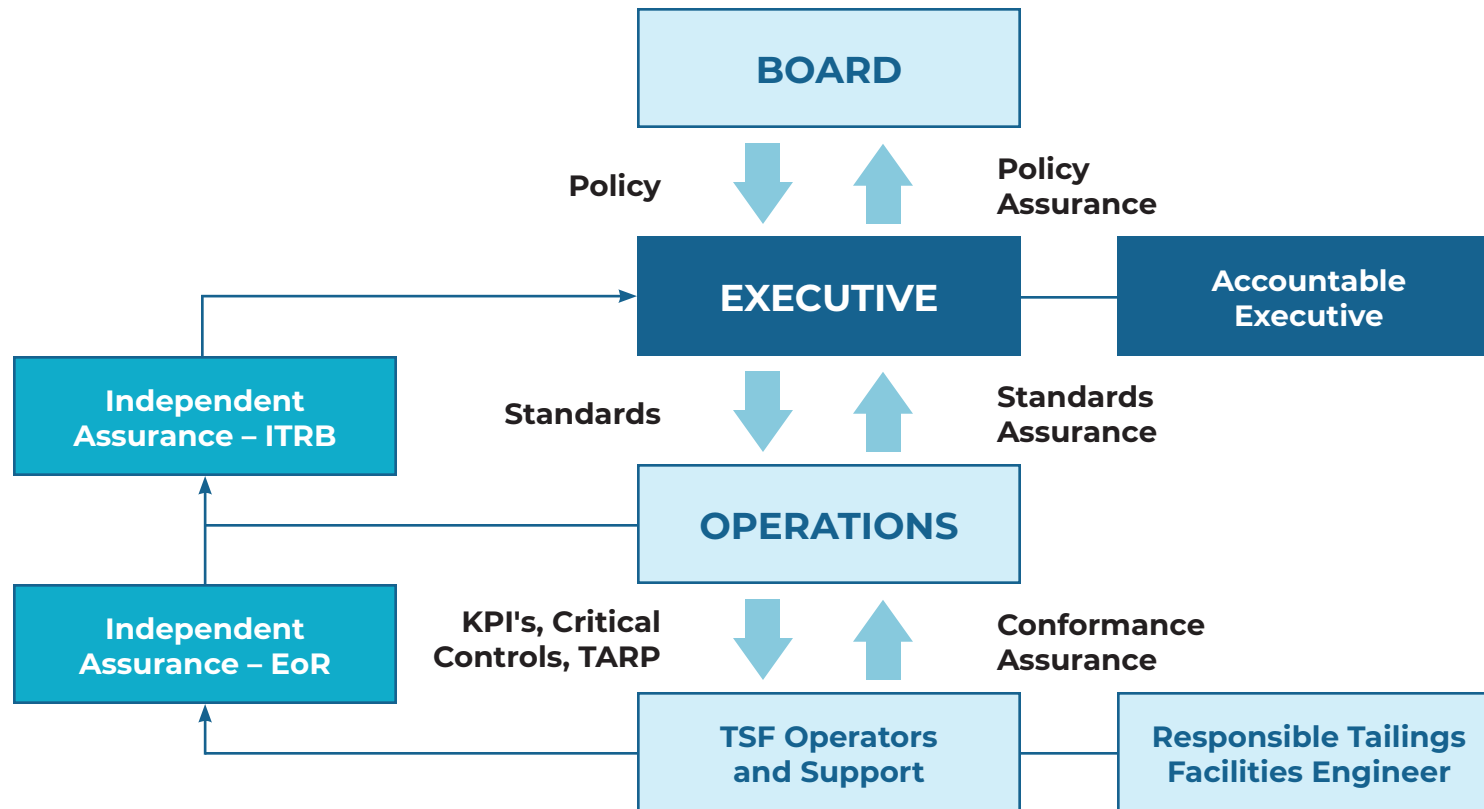 BOARD
Policy
Policy
Assurance
EXECUTIVE
Accountable
Executive
Independent
Assurance – ITRB
Standards
Standards
Assurance
OPERATIONS
Independent
Assurance – EoR
KPI's, Critical
Controls, TARP
Conformance
Assurance
TSF Operators
and Support
Responsible Tailings
Facilities Engineer